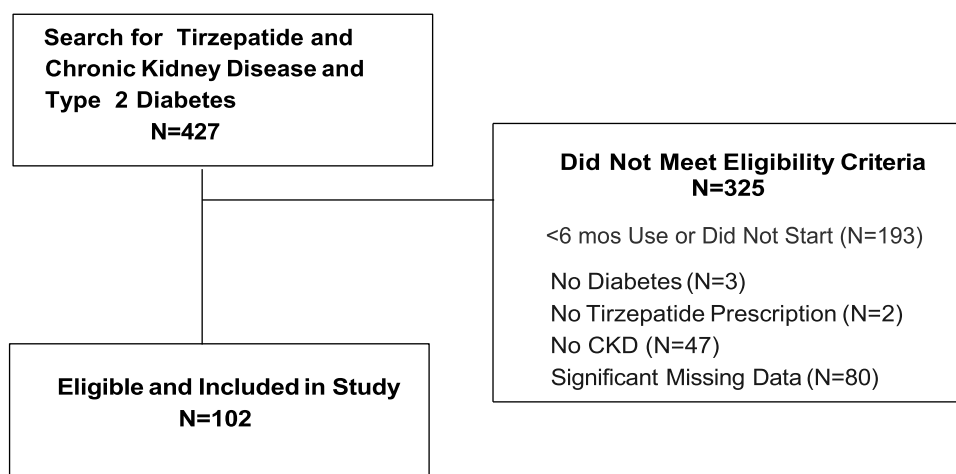 Search for Tirzepatide and
Chronic Kidney Disease and
Type 2 Diabetes
N=427
Did Not Meet Eligibility Criteria
N=325
<6 mos Use or Did Not Start (N=193)
No Diabetes (N=3)
No Tirzepatide Prescription (N=2)
No CKD (N=47)
Significant Missing Data (N=80)
Eligible and Included in Study
N=102